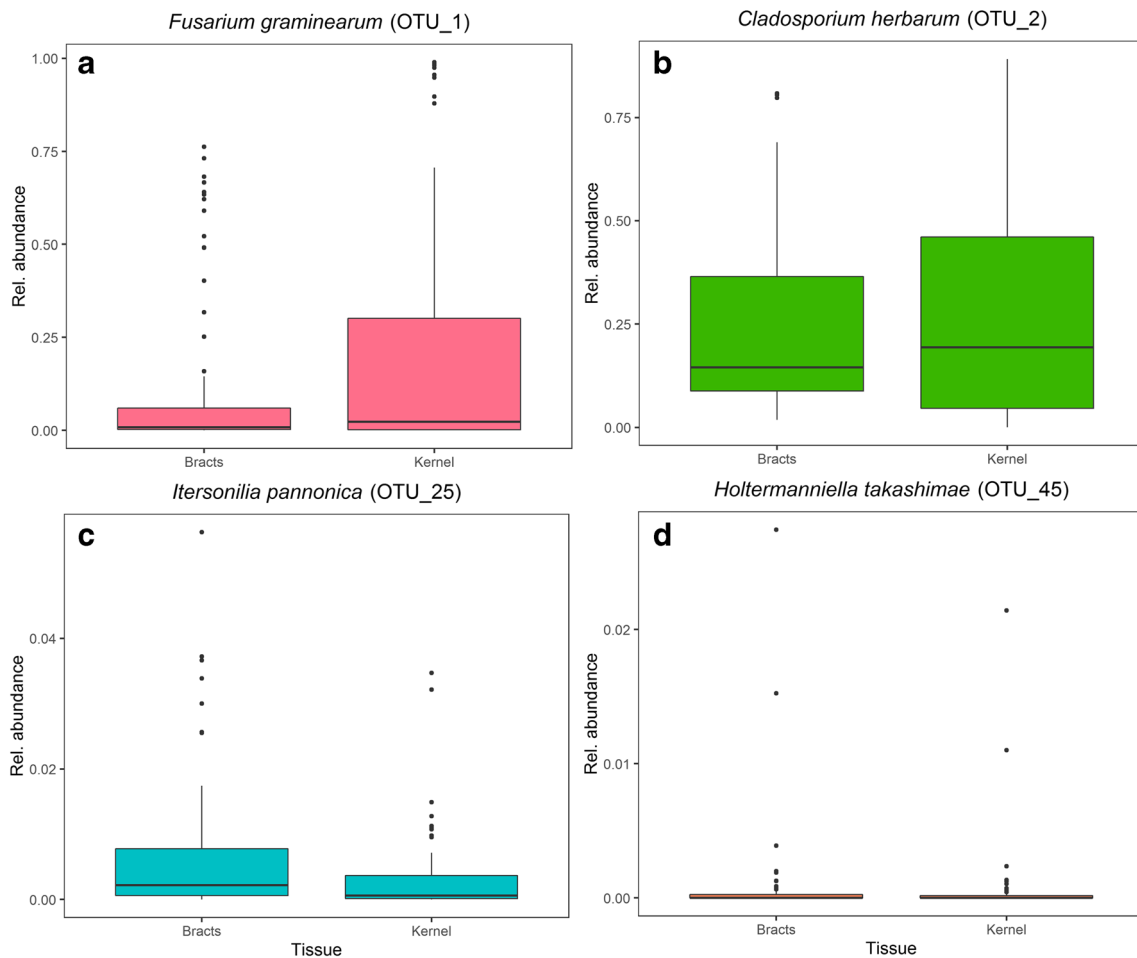 Fusarium graminearum (OTU_1)
a
1.00
0.75
0.50
0.25
0.00
Rel. abundance
Bracts
Kernel
Cladosporium herbarum (OTU_2)
b
0.75
0.50
0.25
0.00
Rel. abundance
Bracts
Kernel
Itersonilia pannonica (OTU_25)
c
0.04
0.02
0.00
Rel. abundance
Bracts
Kernel
Tissue
Holtermanniella takashimae (OTU_45)
d
0.02
0.01
0.00
Rel. abundance
Bracts
Kernel
Tissue